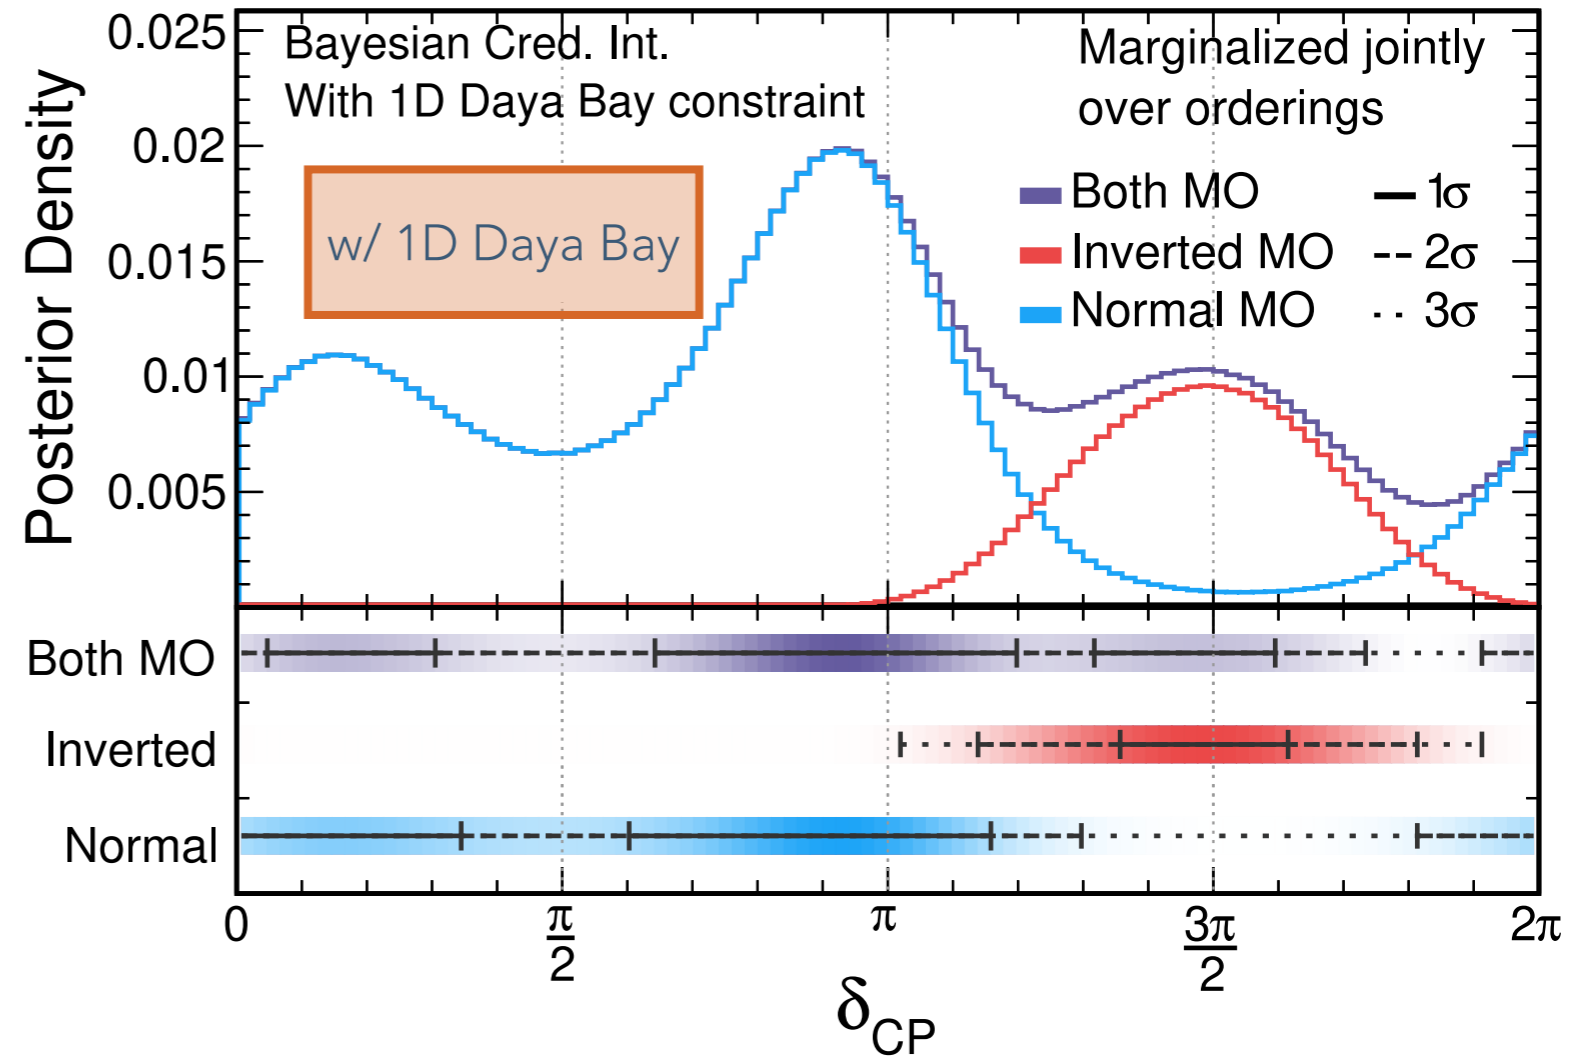 Bayesian Cred. Int.
With 1D Daya Bay constraint
w/ 1D Daya Bay
Marginalized jointly
over orderings
Both MO
1σ
Inverted MO
2σ
Normal MO
3σ
Posterior Density
0.025
0.02
0.015
0.01
0.005
Both MO
Inverted
Normal
0
π/2
π
3π/2
2π
δCP